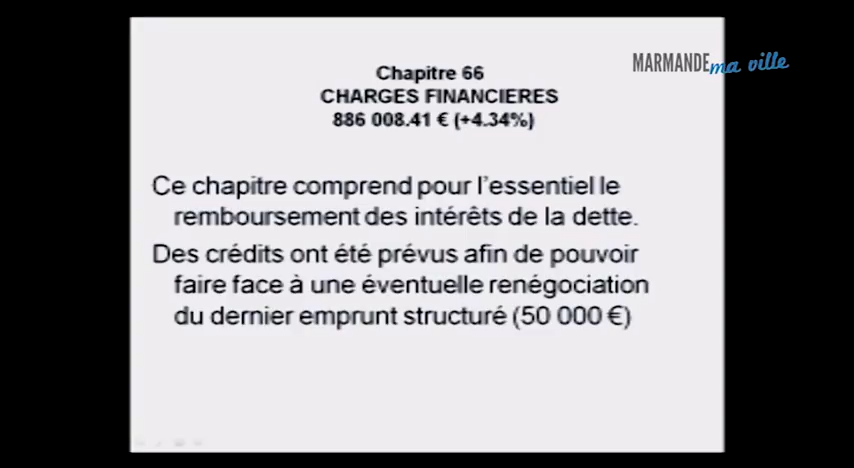 MARMANDE ma ville
Chapitre 66
CHARGES FINANCIERES
886 008.41 € (+4.34%)
Ce chapitre comprend pour l'essentiel le
remboursement des intérêts de la dette.
Des crédits ont été prévus afin de pouvoir
faire face à une éventuelle renégociation
du dernier emprunt structuré (50 000 €)